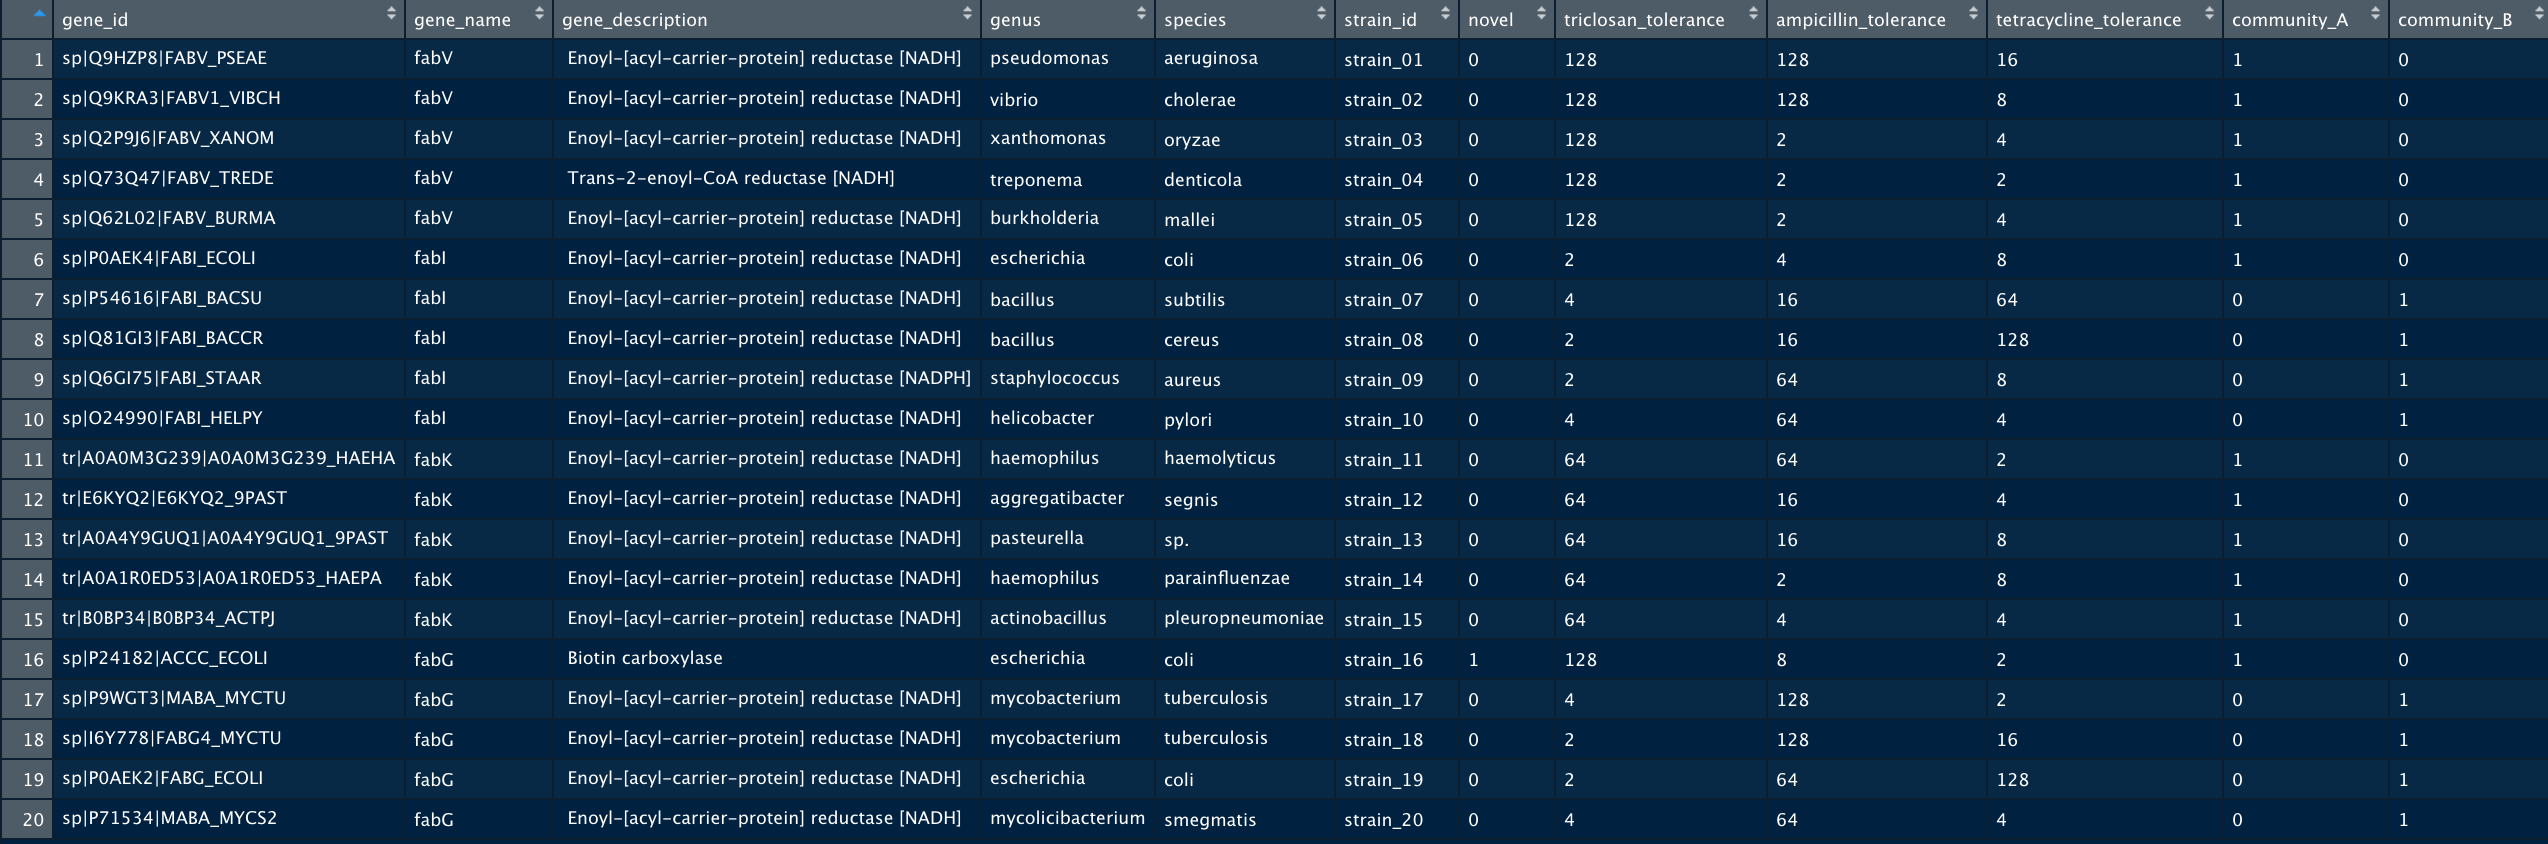 gene_id gene_name gene_description genus species strain_id novel triclosan_tolerance ampicillin_tolerance tetracycline_tolerance community_A community_B
1 sp|Q9HZP8|FABV_PSEAE fabV Enoyl-[acyl-carrier-protein] reductase [NADH] pseudomonas aeruginosa strain_01 0 128 128 16 1 0
2 sp|Q9KRA3|FABV1_VIBCH fabV Enoyl-[acyl-carrier-protein] reductase [NADH] vibrio cholerae strain_02 0 128 128 8 1 0
3 sp|Q2P9J6|FABV_XANOM fabV Enoyl-[acyl-carrier-protein] reductase [NADH] xanthomonas oryzae strain_03 0 128 2 4 1 0
4 sp|Q73Q47|FABV_TREDE fabV Trans-2-enoyl-CoA reductase [NADH] treponema denticola strain_04 0 128 2 2 1 0
5 sp|Q62L02|FABV_BURMA fabV Enoyl-[acyl-carrier-protein] reductase [NADH] burkholderia mallei strain_05 0 128 2 4 1 0
6 sp|P0AEK4|FABI_ECOLI fabI Enoyl-[acyl-carrier-protein] reductase [NADH] escherichia coli strain_06 0 2 4 8 1 0
7 sp|P54616|FABI_BACSU fabI Enoyl-[acyl-carrier-protein] reductase [NADH] bacillus subtilis strain_07 0 4 16 64 0 1
8 sp|Q81GI3|FABI_BACCR fabI Enoyl-[acyl-carrier-protein] reductase [NADH] bacillus cereus strain_08 0 2 16 128 0 1
9 sp|Q6GI75|FABI_STAAR fabI Enoyl-[acyl-carrier-protein] reductase [NADPH] staphylococcus aureus strain_09 0 2 64 8 0 1
10 sp|O24990|FABI_HELPY fabI Enoyl-[acyl-carrier-protein] reductase [NADH] helicobacter pylori strain_10 0 4 64 4 0 1
11 tr|A0A0M3G239|A0A0M3G239_HAEHA fabK Enoyl-[acyl-carrier-protein] reductase [NADH] haemophilus haemolyticus strain_11 0 64 64 2 1 0
12 tr|E6KYQ2|E6KYQ2_9PAST fabK Enoyl-[acyl-carrier-protein] reductase [NADH] aggregatibacter segnis strain_12 0 64 16 4 1 0
13 tr|A0A4Y9GUQ1|A0A4Y9GUQ1_9PAST fabK Enoyl-[acyl-carrier-protein] reductase [NADH] pasteurella sp. strain_13 0 64 16 8 1 0
14 tr|A0A1R0ED53|A0A1R0ED53_HAEPA fabK Enoyl-[acyl-carrier-protein] reductase [NADH] haemophilus parainfluenzae strain_14 0 64 2 8 1 0
15 tr|B0BP34|B0BP34_ACTPJ fabK Enoyl-[acyl-carrier-protein] reductase [NADH] actinobacillus pleuropneumoniae strain_15 0 64 4 4 1 0
16 sp|P24182|ACCC_ECOLI fabG Biotin carboxylase escherichia coli strain_16 1 128 8 2 1 0
17 sp|P9WGT3|MABA_MYCTU fabG Enoyl-[acyl-carrier-protein] reductase [NADH] mycobacterium tuberculosis strain_17 0 4 128 2 0 1
18 sp|I6Y778|FABG4_MYCTU fabG Enoyl-[acyl-carrier-protein] reductase [NADH] mycobacterium tuberculosis strain_18 0 2 128 16 0 1
19 sp|P0AEK2|FABG_ECOLI fabG Enoyl-[acyl-carrier-protein] reductase [NADH] escherichia coli strain_19 0 2 64 128 0 1
20 sp|P71534|MABA_MYCS2 fabG Enoyl-[acyl-carrier-protein] reductase [NADH] mycolicibacterium smegmatis strain_20 0 4 64 4 0 1